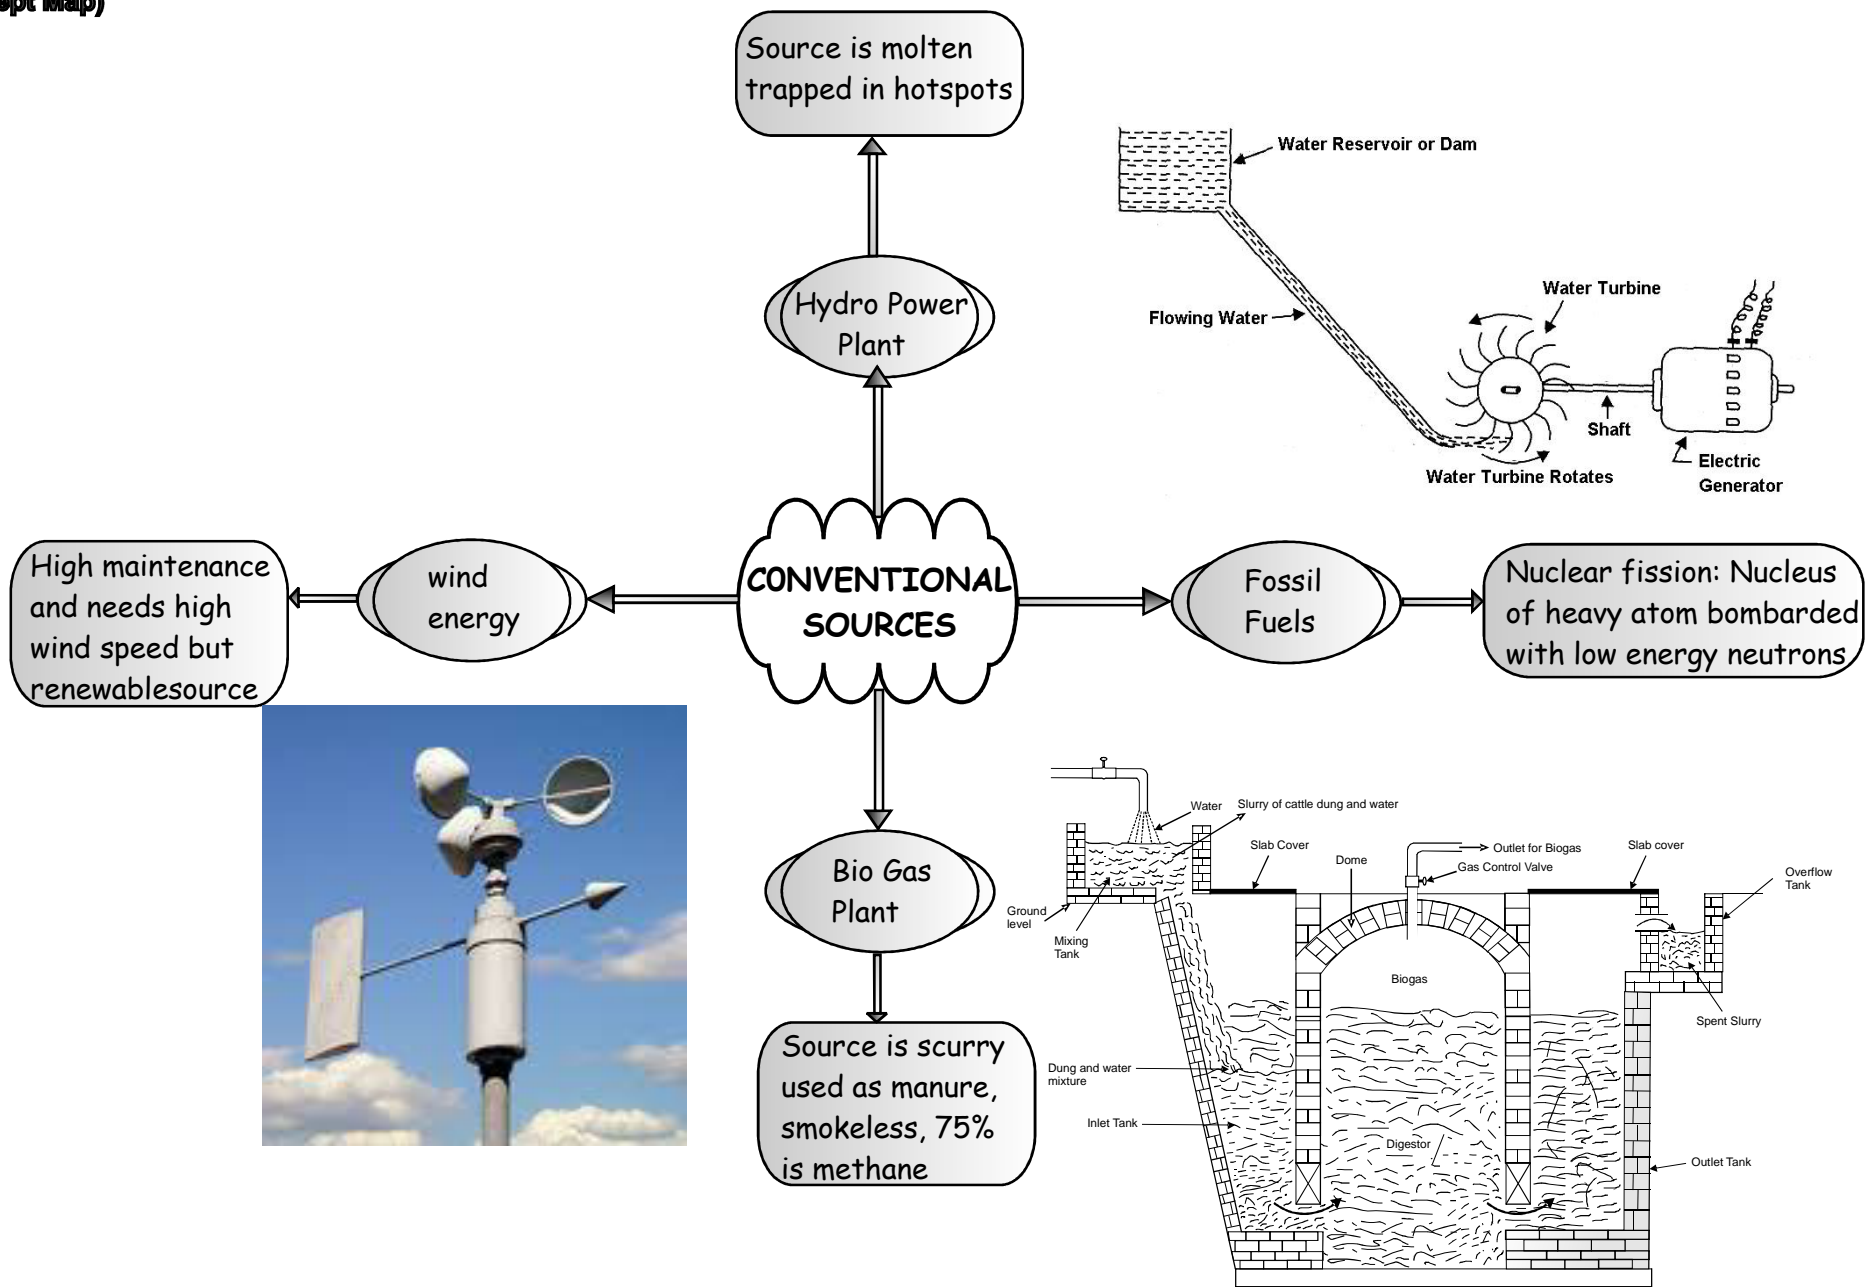 ept Map)
Source is molten
trapped in hotspots
Hydro Power
Plant
Water Reservoir or Dam
Flowing Water
Water Turbine
Shaft
Water Turbine Rotates
Electric
Generator
High maintenance
and needs high
wind speed but
renewablesource
wind
energy
CONVENTIONAL
SOURCES
Fossil
Fuels
Nuclear fission: Nucleus
of heavy atom bombarded
with low energy neutrons
Bio Gas
Plant
Source is scurry
used as manure,
smokeless, 75%
is methane
Water
Slurry of cattle dung and water
Slab Cover
Dome
Outlet for Biogas
Gas Control Valve
Slab cover
Overflow
Tank
Ground
level
Mixing
Tank
Biogas
Spent Slurry
Dung and water
mixture
Inlet Tank
Digestor
Outlet Tank